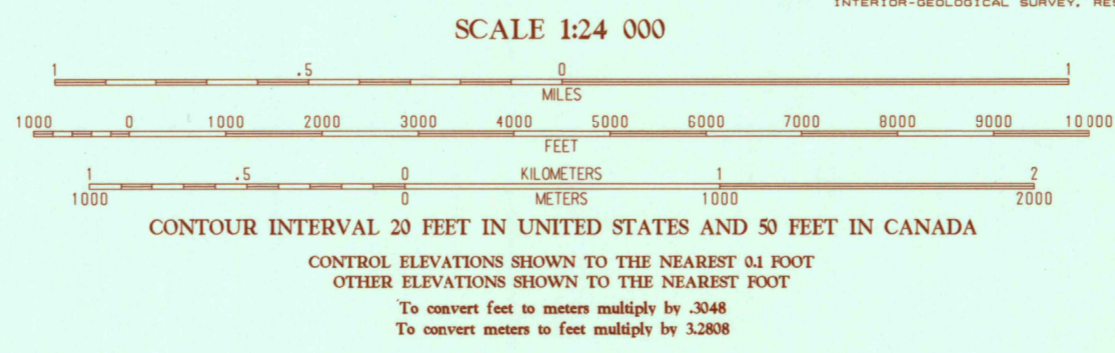 INTERIOR-GEOLOGICAL SURVEY, RES
SCALE 1:24 000
1 .5 0 1
MILES
1000 0 1000 2000 3000 4000 5000 6000 7000 8000 9000 10 000
FEET
1 .5 0 KILOMETERS 1 2
1000 0 METERS 1000 2000
CONTOUR INTERVAL 20 FEET IN UNITED STATES AND 50 FEET IN CANADA
CONTROL ELEVATIONS SHOWN TO THE NEAREST 0.1 FOOT
OTHER ELEVATIONS SHOWN TO THE NEAREST FOOT
To convert feet to meters multiply by .3048
To convert meters to feet multiply by 3.2808